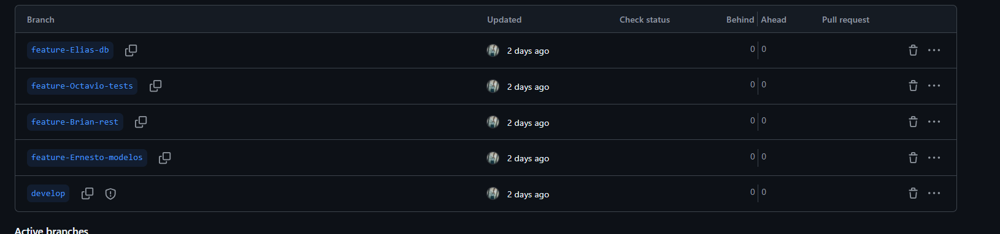 Branch Updated Check status Behind Ahead Pull request
feature-Elias-db 2 days ago 0 0
feature-Octavio-tests 2 days ago 0 0
feature-Brian-rest 2 days ago 0 0
feature-Ernesto-modelos 2 days ago 0 0
develop 2 days ago 0 0
Active branches